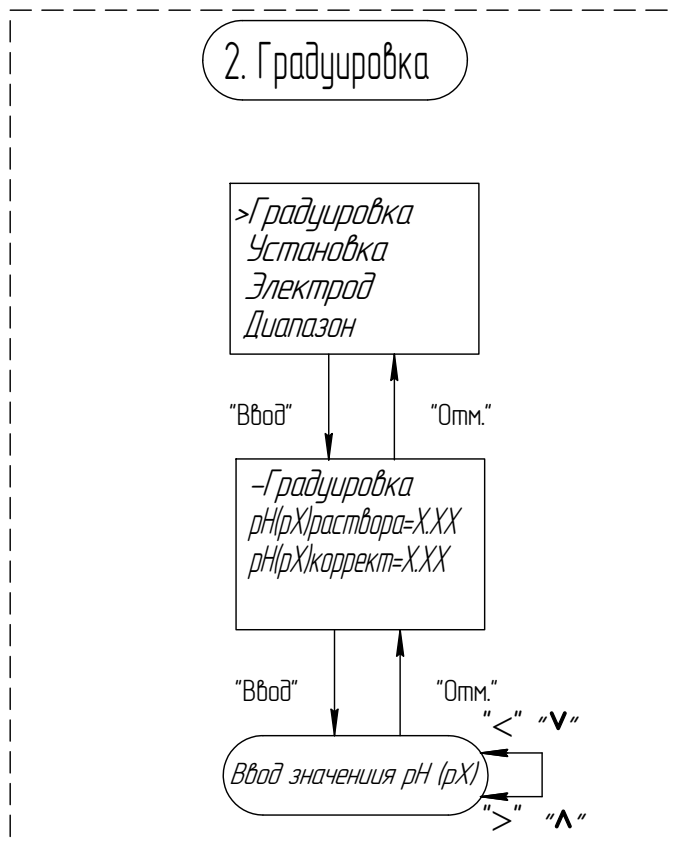 2. Градуировка
>Градуировка
Установка
Электрод
Диапазон
"Ввод" "Отм."
-Градуировка
pH(pX)раствора=X.XX
pH(pX)коррект=X.XX
"Ввод" "Отм."
"<" "V"
Ввод значениия pH (pX)
">" "Λ"